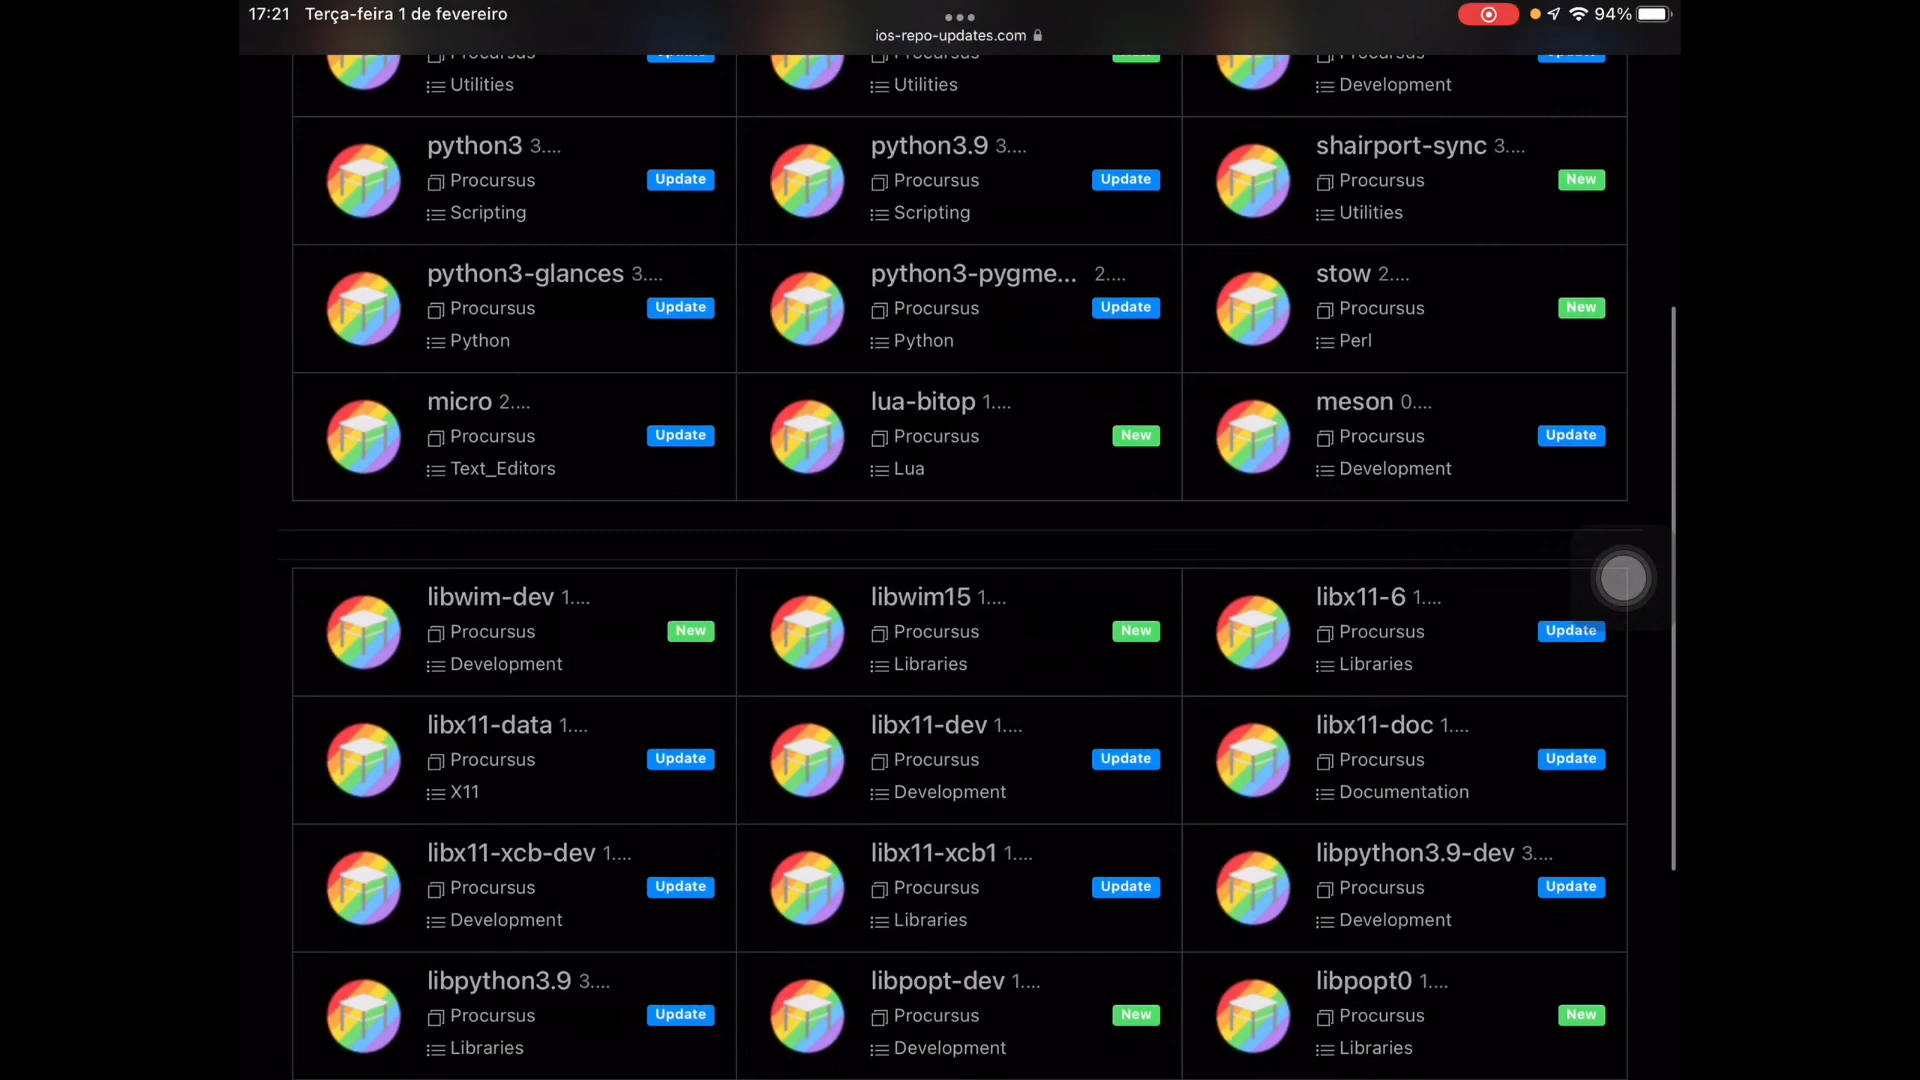 17:21 Terça-feira 1 de fevereiro
94%
ios-repo-updates.com
Procursus Update Procursus New Procursus Update
Utilities Utilities Development
python3 3.... python3.9 3.... shairport-sync 3....
Procursus Update Procursus Update Procursus New
Scripting Scripting Utilities
python3-glances 3.... python3-pygme... 2.... stow 2....
Procursus Update Procursus Update Procursus New
Python Python Perl
micro 2.... lua-bitop 1.... meson 0....
Procursus Update Procursus New Procursus Update
Text_Editors Lua Development
libwim-dev 1.... libwim15 1.... libx11-6 1....
Procursus New Procursus New Procursus Update
Development Libraries Libraries
libx11-data 1.... libx11-dev 1.... libx11-doc 1....
Procursus Update Procursus Update Procursus Update
X11 Development Documentation
libx11-xcb-dev 1.... libx11-xcb1 1.... libpython3.9-dev 3....
Procursus Update Procursus Update Procursus Update
Development Libraries Development
libpython3.9 3.... libpopt-dev 1.... libpopt0 1....
Procursus Update Procursus New Procursus New
Libraries Development Libraries